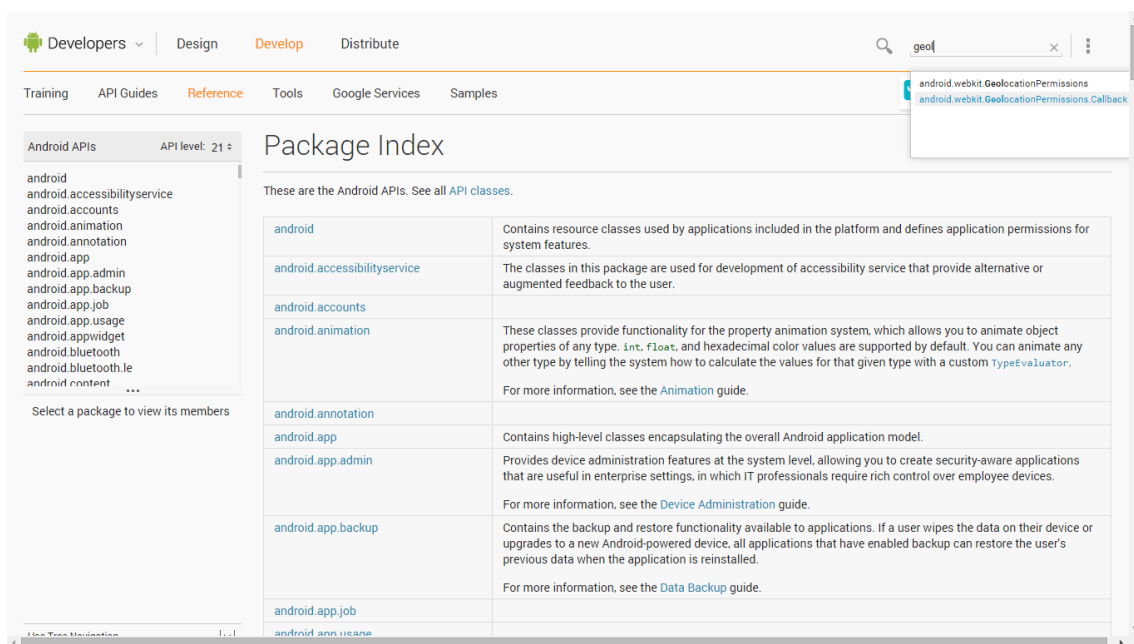 Developers
Design
Develop
Distribute
geol
Training
API Guides
Reference
Tools
Google Services
Samples
android.webkit.GeolocationPermissions
android.webkit.GeolocationPermissions.Callback
Android APIs
API level: 21
android
android.accessibilityservice
android.accounts
android.animation
android.annotation
android.app
android.app.admin
android.app.backup
android.app.job
android.app.usage
android.appwidget
android.bluetooth
android.bluetooth.le
android.content
Select a package to view its members
Use Tree Navigation
Package Index
These are the Android APIs. See all API classes.
android
Contains resource classes used by applications included in the platform and defines application permissions for
system features.
android.accessibilityservice
The classes in this package are used for development of accessibility service that provide alternative or
augmented feedback to the user.
android.accounts
android.animation
These classes provide functionality for the property animation system, which allows you to animate object
properties of any type. int, float, and hexadecimal color values are supported by default. You can animate any
other type by telling the system how to calculate the values for that given type with a custom TypeEvaluator.
For more information, see the Animation guide.
android.annotation
android.app
Contains high-level classes encapsulating the overall Android application model.
android.app.admin
Provides device administration features at the system level, allowing you to create security-aware applications
that are useful in enterprise settings, in which IT professionals require rich control over employee devices.
For more information, see the Device Administration guide.
android.app.backup
Contains the backup and restore functionality available to applications. If a user wipes the data on their device or
upgrades to a new Android-powered device, all applications that have enabled backup can restore the user's
previous data when the application is reinstalled.
For more information, see the Data Backup guide.
android.app.job
android.app.usage